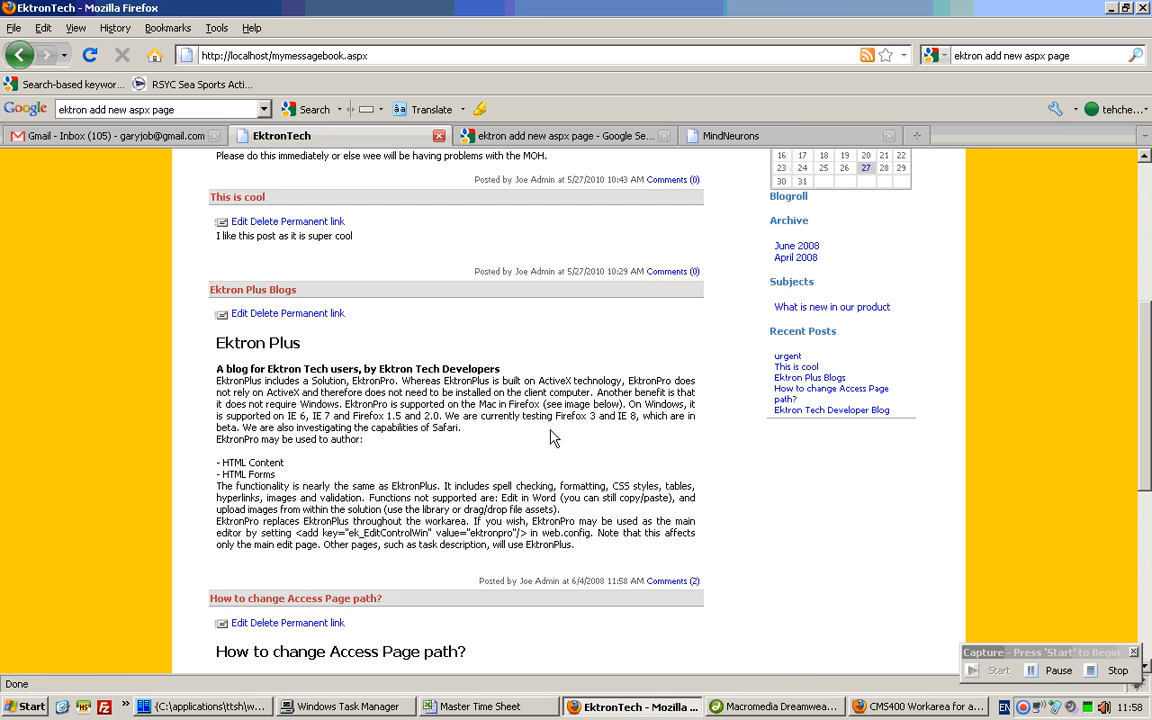 EktronTech - Mozilla Firefox
File Edit View History Bookmarks Tools Help
http://localhost/mymessagebook.aspx
ektron add new aspx page
Search-based keywor... RSYC Sea Sports Acti...
Google ektron add new aspx page Search Translate tehche...
Gmail - Inbox (105) - garyjob@gmail.com EktronTech ektron add new aspx page - Google Se... MindNeurons
Please do this immediately or else wee will be having problems with the MOH.
Posted by Joe Admin at 5/27/2010 10:43 AM Comments (0)
This is cool
Edit Delete Permanent link
I like this post as it is super cool
Posted by Joe Admin at 5/27/2010 10:29 AM Comments (0)
Ektron Plus Blogs
Edit Delete Permanent link
Ektron Plus
A blog for Ektron Tech users, by Ektron Tech Developers
EktronPlus includes a Solution, EktronPro. Whereas EktronPlus is built on ActiveX technology, EktronPro does
not rely on ActiveX and therefore does not need to be installed on the client computer. Another benefit is that
it does not require Windows. EktronPro is supported on the Mac in Firefox (see image below). On Windows, it
is supported on IE 6, IE 7 and Firefox 1.5 and 2.0. We are currently testing Firefox 3 and IE 8, which are in
beta. We are also investigating the capabilities of Safari.
EktronPro may be used to author:
- HTML Content
- HTML Forms
The functionality is nearly the same as EktronPlus. It includes spell checking, formatting, CSS styles, tables,
hyperlinks, images and validation. Functions not supported are: Edit in Word (you can still copy/paste), and
upload images from within the solution (use the library or drag/drop file assets).
EktronPro replaces EktronPlus throughout the workarea. If you wish, EktronPro may be used as the main
editor by setting <add key="ek_EditControlWin" value="ektronpro"/> in web.config. Note that this affects
only the main edit page. Other pages, such as task description, will use EktronPlus.
Posted by Joe Admin at 6/4/2008 11:58 AM Comments (2)
How to change Access Page path?
Edit Delete Permanent link
How to change Access Page path?
16 17 18 19 20 21 22
23 24 25 26 27 28 29
30 31
Blogroll
Archive
June 2008
April 2008
Subjects
What is new in our product
Recent Posts
urgent
This is cool
Ektron Plus Blogs
How to change Access Page
path?
Ektron Tech Developer Blog
Capture - Press 'Start' to Begin
Start Pause Stop
Done
Start {C:\applications\ttsh\w... Windows Task Manager Master Time Sheet EktronTech - Mozilla ... Macromedia Dreamwea... CMS400 Workarea for a... EN 11:58